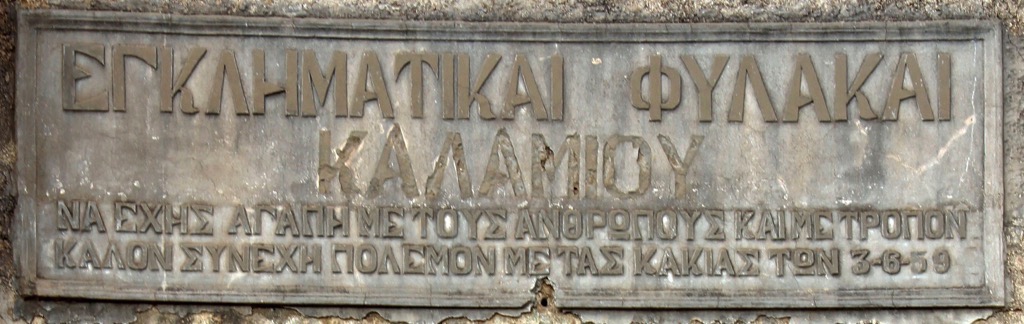 ΕΓΚΛΗΜΑΤΙΚΑΙ ΦΥΛΑΚΑΙ
ΚΑΛΑΜΙΟΥ
ΝΑ ΕΧΗΣ ΑΓΑΠΗ ΜΕ ΤΟΥΣ ΑΝΘΡΩΠΟΥΣ ΚΑΙ ΜΕ ΤΡΟΠΟΝ
ΚΑΛΟΝ ΣΥΝΕΧΗ ΠΟΛΕΜΟΝ ΜΕ ΤΑΣ ΚΑΚΙΑΣ ΤΩΝ 3-6-59